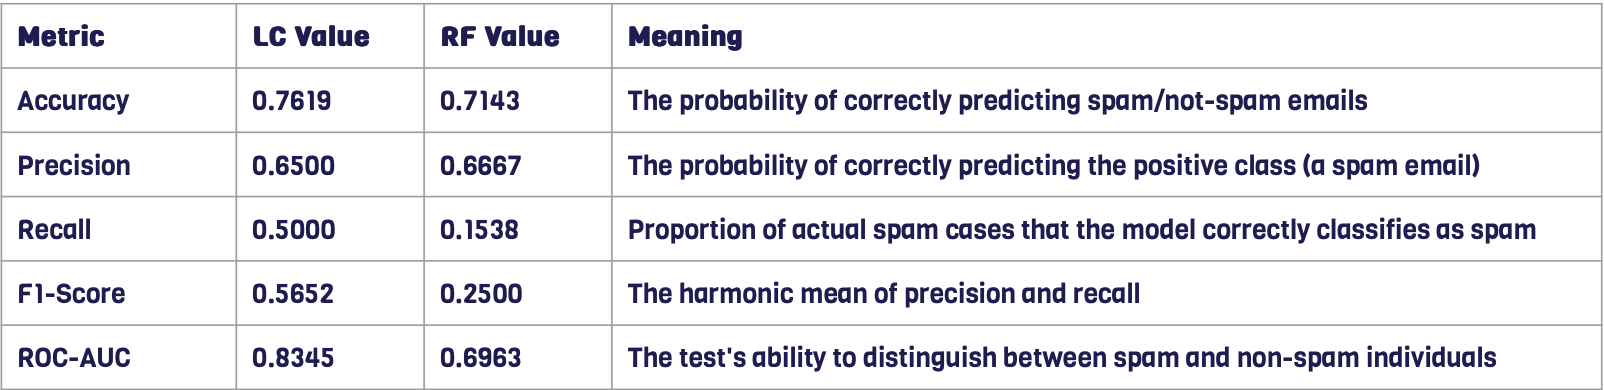 Metric LC Value RF Value Meaning
Accuracy 0.7619 0.7143 The probability of correctly predicting spam/not-spam emails
Precision 0.6500 0.6667 The probability of correctly predicting the positive class (a spam email)
Recall 0.5000 0.1538 Proportion of actual spam cases that the model correctly classifies as spam
F1-Score 0.5652 0.2500 The harmonic mean of precision and recall
ROC-AUC 0.8345 0.6963 The test's ability to distinguish between spam and non-spam individuals